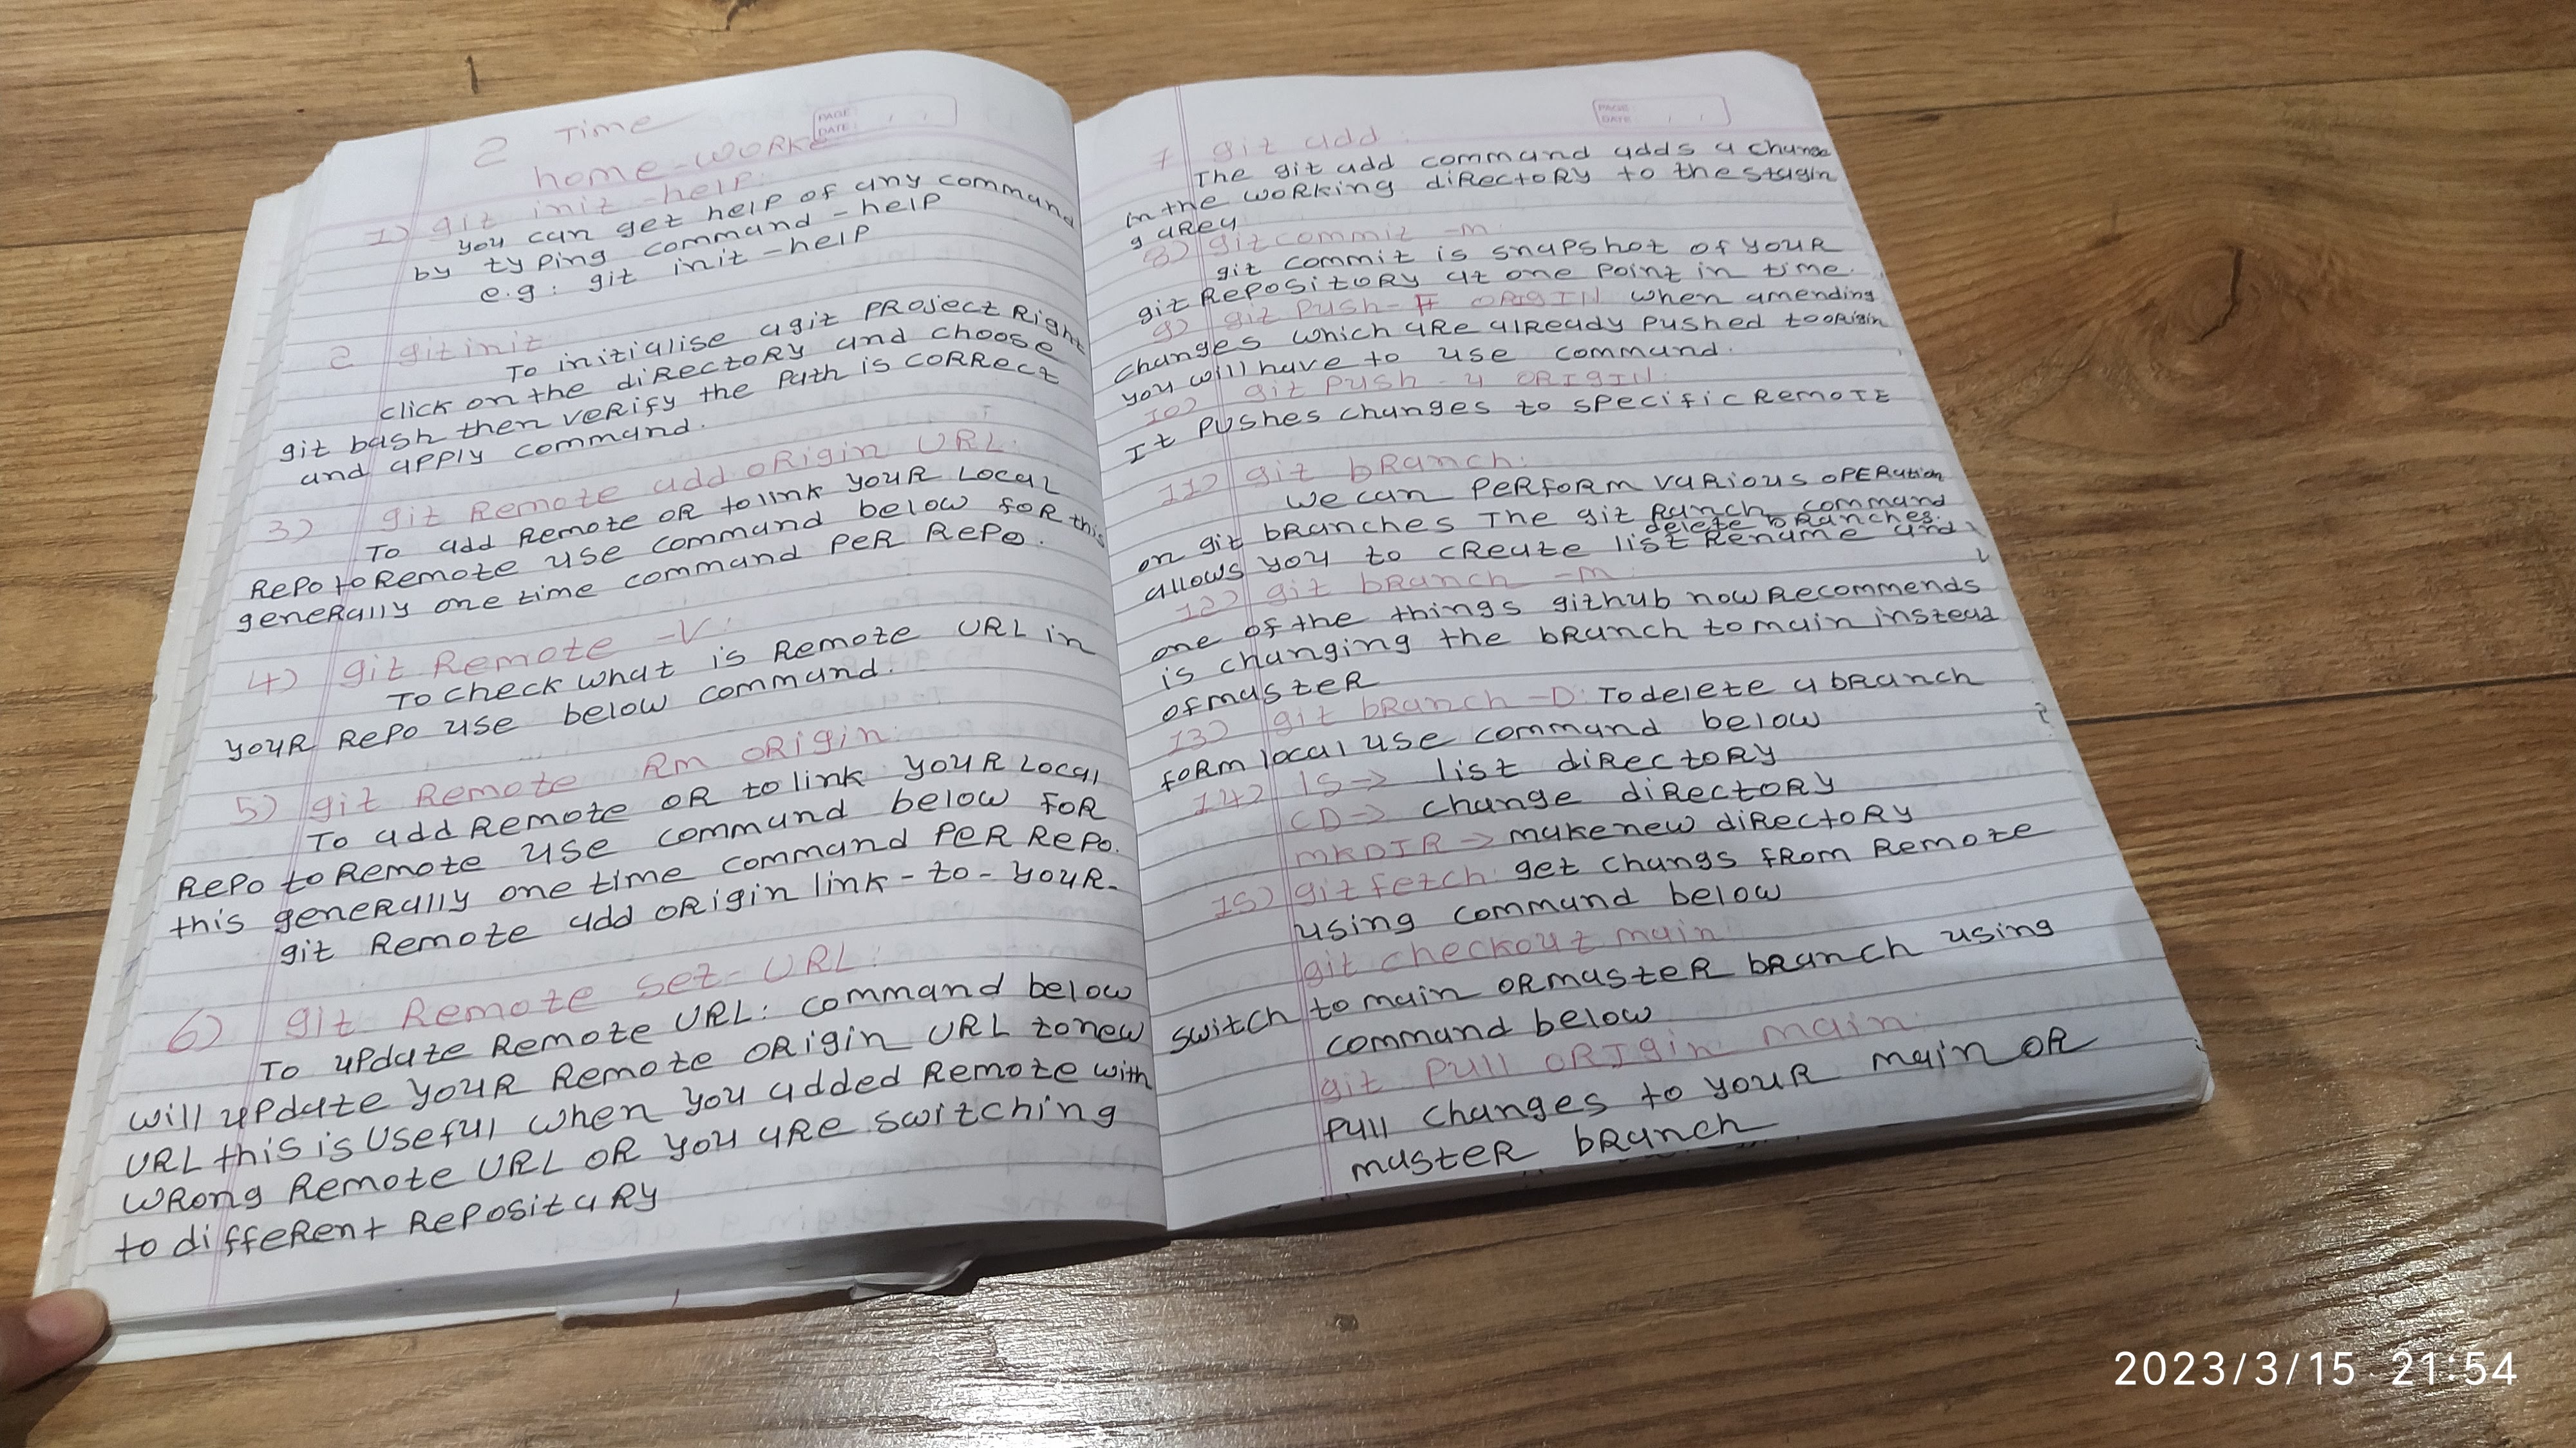 2 Time
home-WORKE
PAGE:
DATE:
1) git init -help:
you can get help of any command
by typing command -help
e.g: git init -help
2 git init
To initialise a git PROject Right
click on the diRectoRy and choose
git bash then veRify the Path is coRRect
and apply command.
3) git Remote add oRigin URL:
To add Remote OR to link youR Local
Repo to Remote use command below foR this
geneRally one time command PeR RePo.
4) git Remote -V:
To check what is Remote URL in
youR RePo use below command.
5) git Remote Rm oRigin:
To add Remote OR to link youR Local
RePo to Remote use command below foR
this geneRally one time command PeR RePo.
git Remote add oRigin link-to-youR-
6) git Remote set-URL:
To uPdate Remote URL: command below
will uPdate youR Remote oRigin URL to new
URL this is useful when you added Remote with
wRong Remote URL OR you aRe switching
to diffeRent RePositaRy
PAGE:
DATE:
7 git add:
The git add command adds a change
in the woRking diRectoRy to the stagin
g aRea
8) git commit -m:
git commit is snaPshot of youR
git RePositoRy at one Point in time.
9) git Push-F ORIGIN when amending
changes which aRe alReady Pushed to oRigin
you will have to use command.
10) git Push -u ORIGIN:
It Pushes changes to sPecific Remote
11) git bRanch:
we can PeRfoRm vaRious oPERation
on git bRanches The git Ranch command
delete bRanches.
allows you to cReate list Rename and
12) git bRanch -m:
one of the things github now Recommends
is changing the bRanch to main instead
of masteR
13) git bRanch -D: To delete a bRanch
foRm local use command below
14) IS -> list diRectoRy
CD -> change diRectoRy
MKDIR -> make new diRectoRy
15) git fetch: get changs fRom Remote
using command below
git checkout main:
switch to main oR masteR bRanch using
command below
git Pull oRIgin main:
Pull changes to youR main oR
masteR bRanch
2023/3/15 21:54